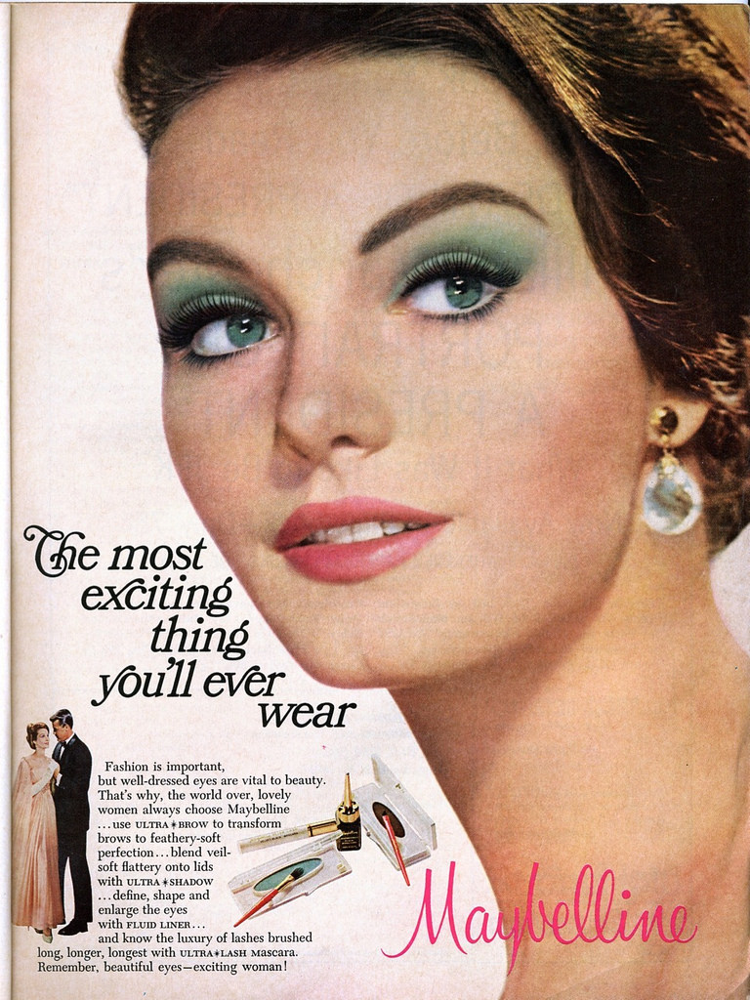 The most
exciting
thing
you'll ever
wear
Fashion is important,
but well-dressed eyes are vital to beauty.
That's why, the world over, lovely
women always choose Maybelline
...use ULTRA✶BROW to transform
brows to feathery-soft
perfection...blend veil-
soft flattery onto lids
with ULTRA✶SHADOW
...define, shape and
enlarge the eyes
with FLUID LINER...
and know the luxury of lashes brushed
long, longer, longest with ULTRA✶LASH MASCARA.
Remember, beautiful eyes—exciting woman!
Maybelline